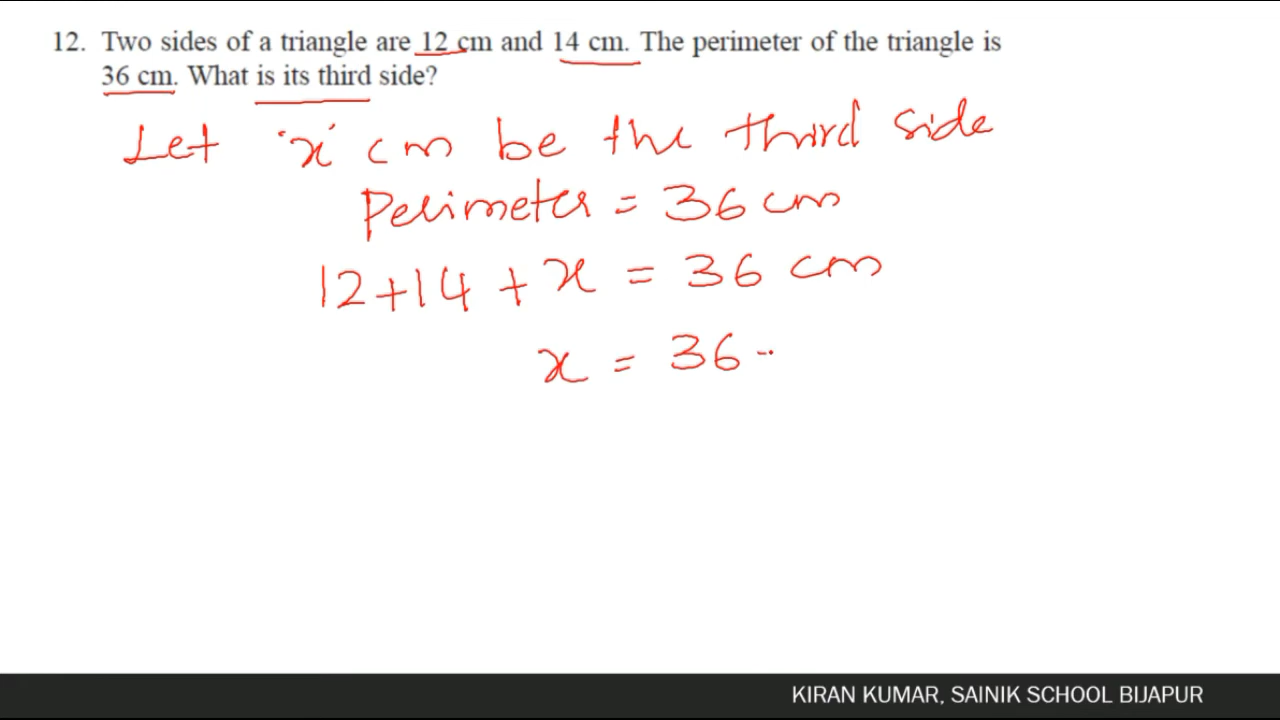 12. Two sides of a triangle are 12 cm and 14 cm. The perimeter of the triangle is
36 cm. What is its third side?
Let 'x' cm be the third side
Perimeter = 36 cm
12+14 + x = 36 cm
x = 36 -
KIRAN KUMAR, SAINIK SCHOOL BIJAPUR